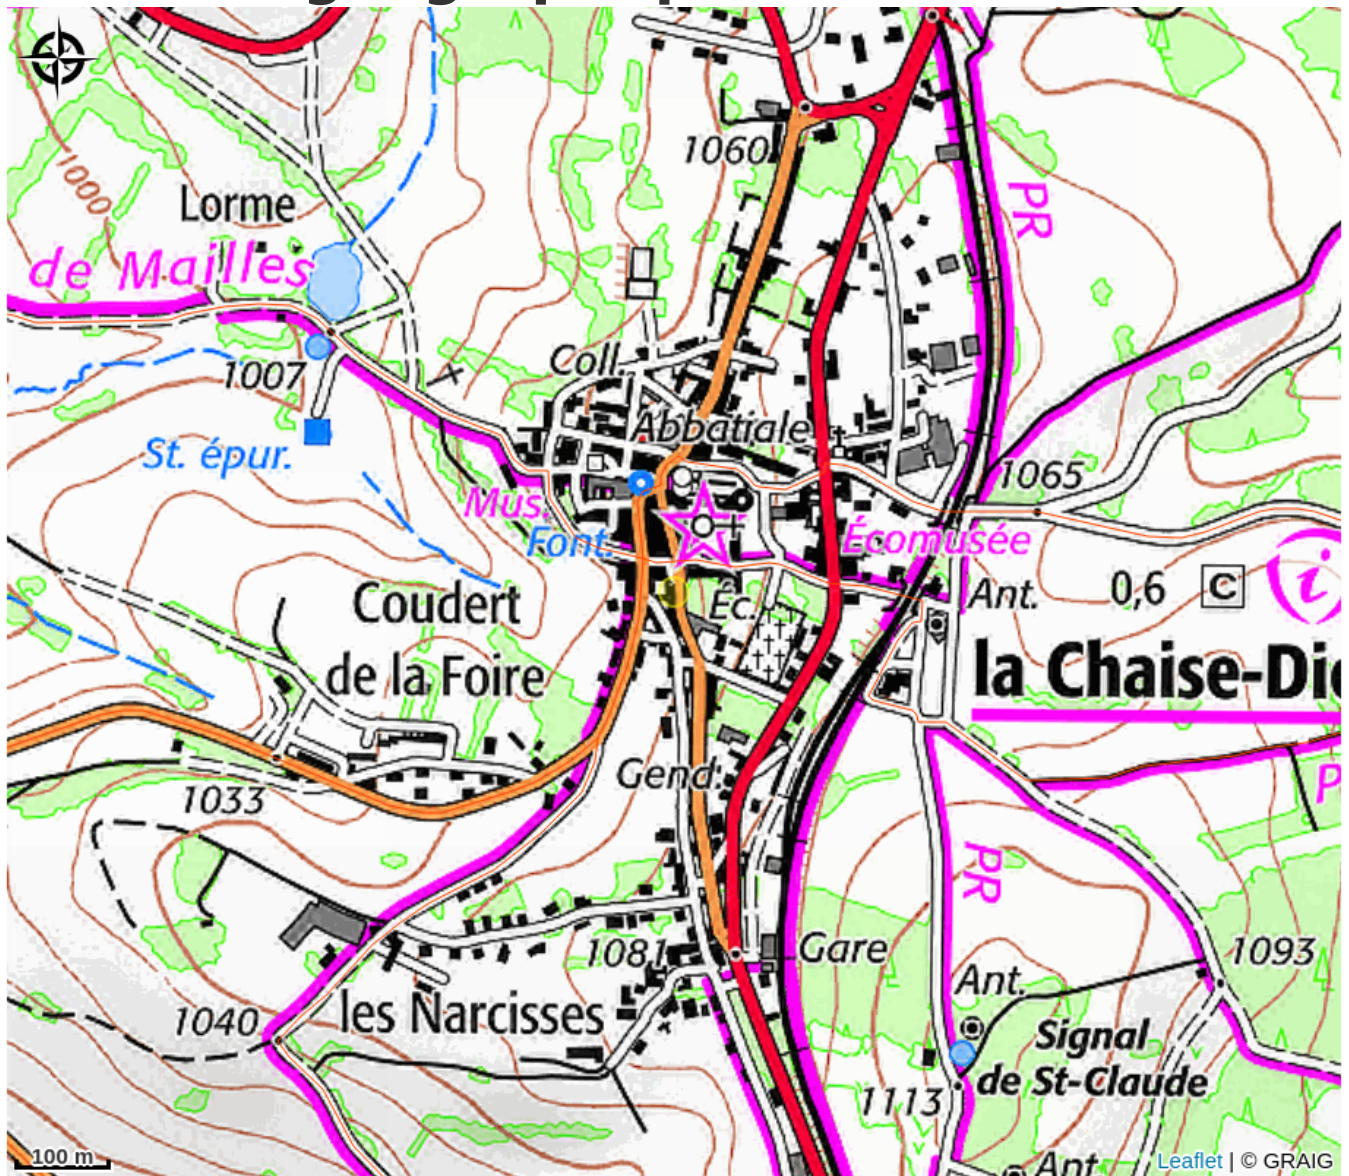 1060
PR
1000
Lorme
de Mailles
Coll.
1007
Abbatiale
St. épur.
1065
Mus.
Font.
Écomusée
Coudert
de la Foire
Éc.
Ant.
0,6 C
i
la Chaise-Die
Gend.
1033
P
PR
1081
Gare
1093
Ant.
1040
les Narcisses
Signal
de St-Claude
1113
100 m
Ant.
Leaflet | © GRAIG